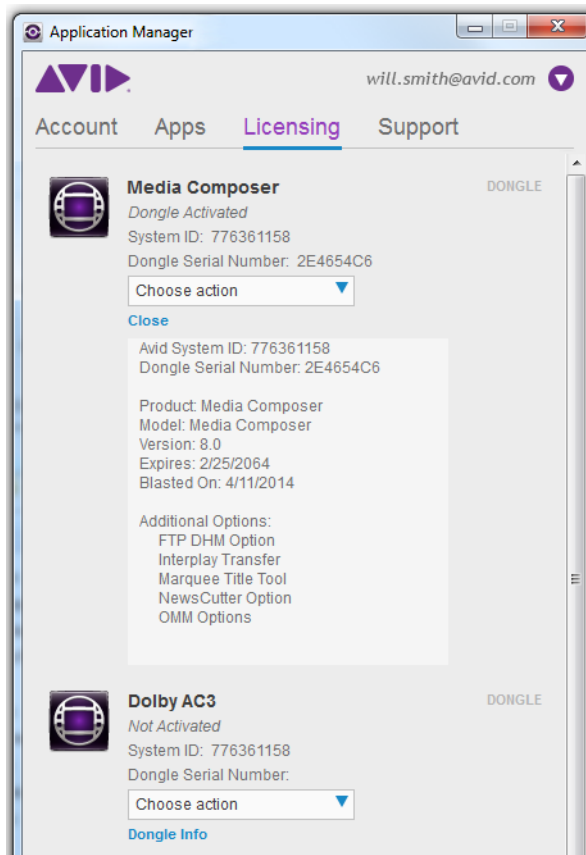 Application Manager
AVID
will.smith@avid.com
Account Apps Licensing Support
Media Composer DONGLE
Dongle Activated
System ID: 776361158
Dongle Serial Number: 2E4654C6
Choose action
Close
Avid System ID: 776361158
Dongle Serial Number: 2E4654C6
Product: Media Composer
Model: Media Composer
Version: 8.0
Expires: 2/25/2064
Blasted On: 4/11/2014
Additional Options:
FTP DHM Option
Interplay Transfer
Marquee Title Tool
NewsCutter Option
OMM Options
Dolby AC3 DONGLE
Not Activated
System ID: 776361158
Dongle Serial Number:
Choose action
Dongle Info